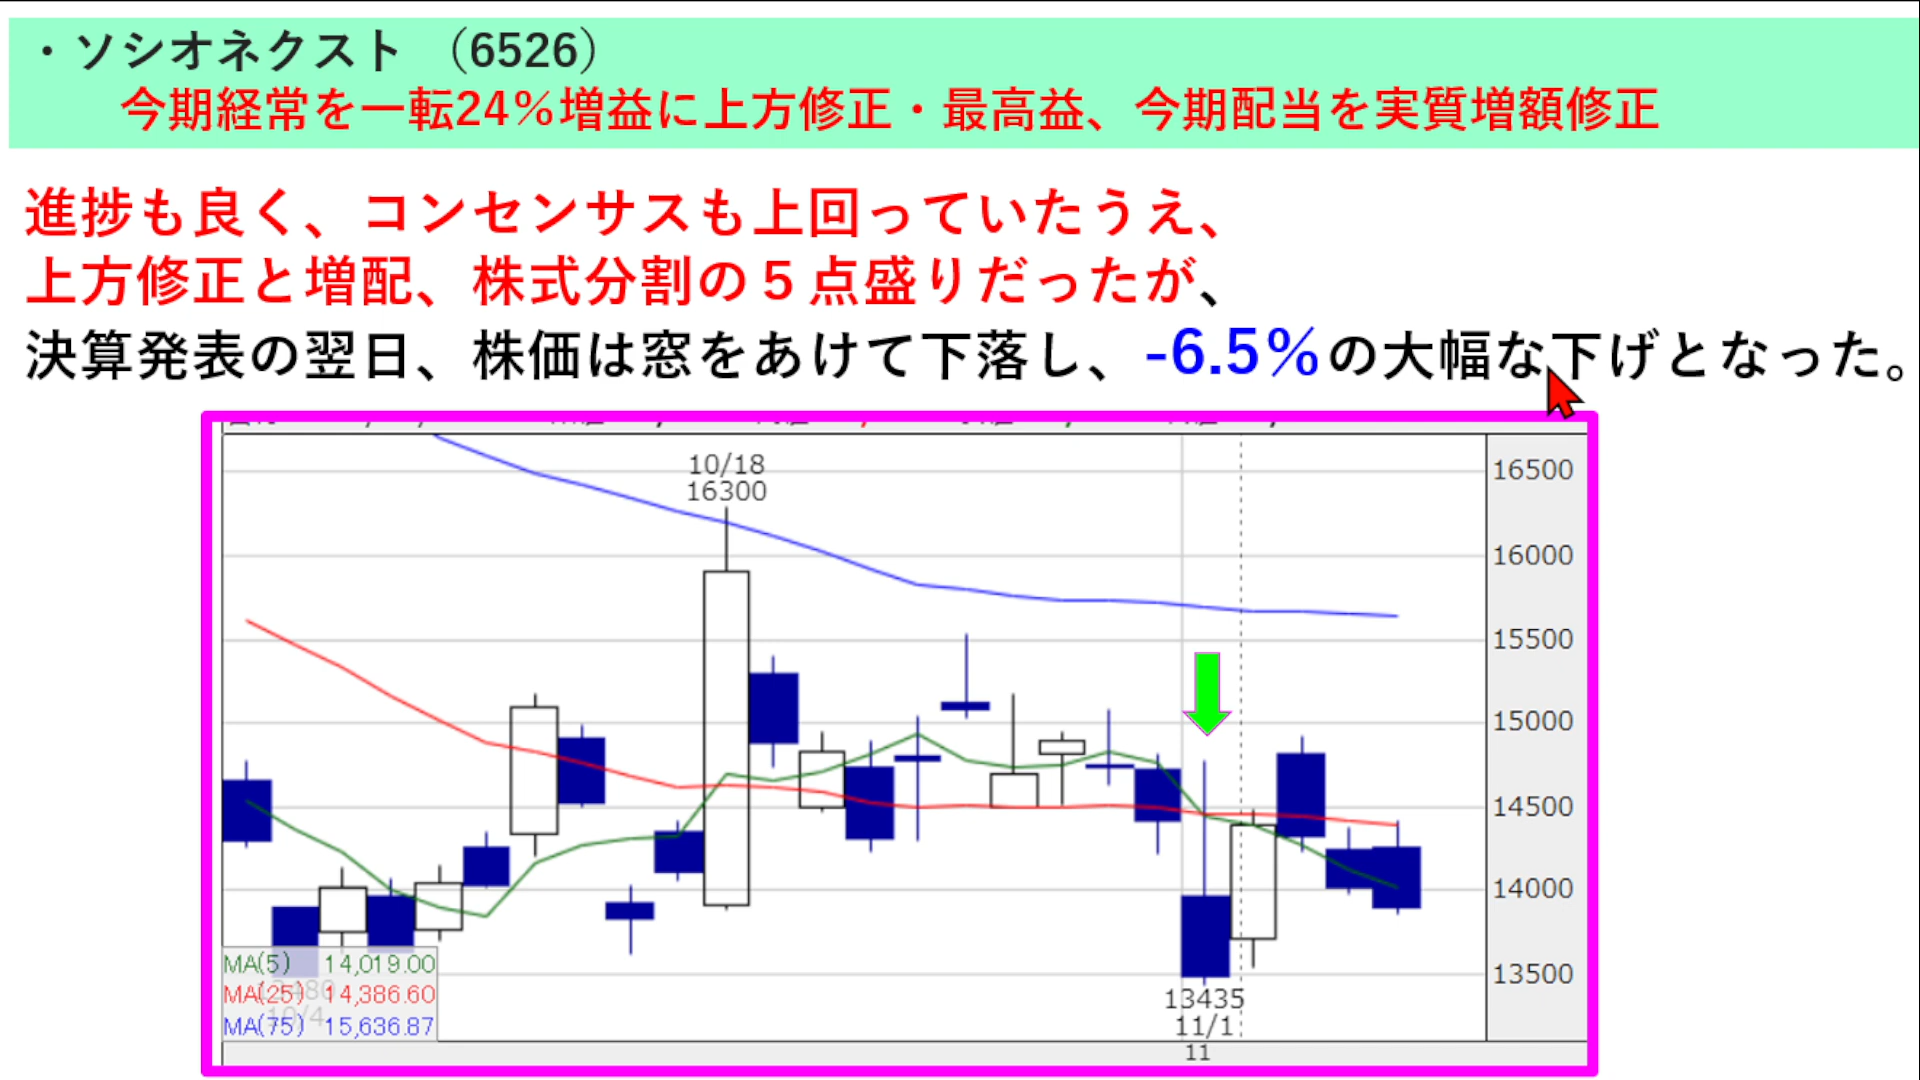 ・ソシオネクスト （6526）
今期経常を一転24％増益に上方修正・最高益、今期配当を実質増額修正
進捗も良く、コンセンサスも上回っていたうえ、
上方修正と増配、株式分割の５点盛りだったが、
決算発表の翌日、株価は窓をあけて下落し、-6.5％の大幅な下げとなった。
10/18
16300
16500
16000
15500
15000
14500
14000
13500
MA(5) 14,019.00
MA(25) 14,386.60
MA(75) 15,636.87
13435
11/1
11